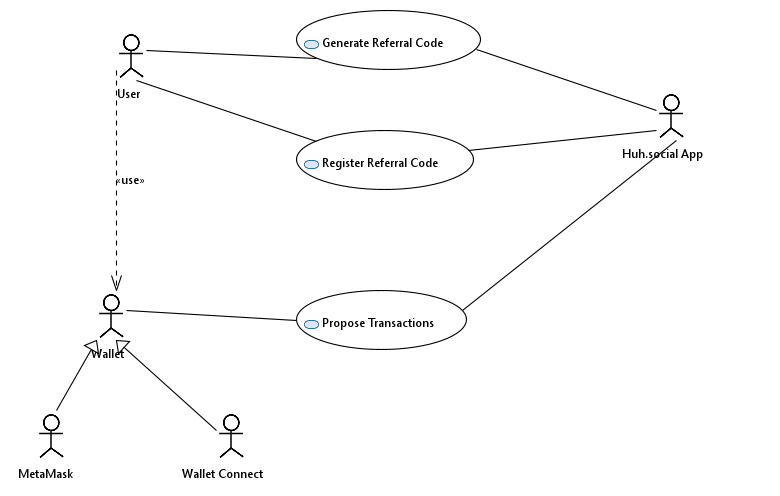 Generate Referral Code
User
Huh.social App
Register Referral Code
«use»
Propose Transactions
Wallet
MetaMask
Wallet Connect